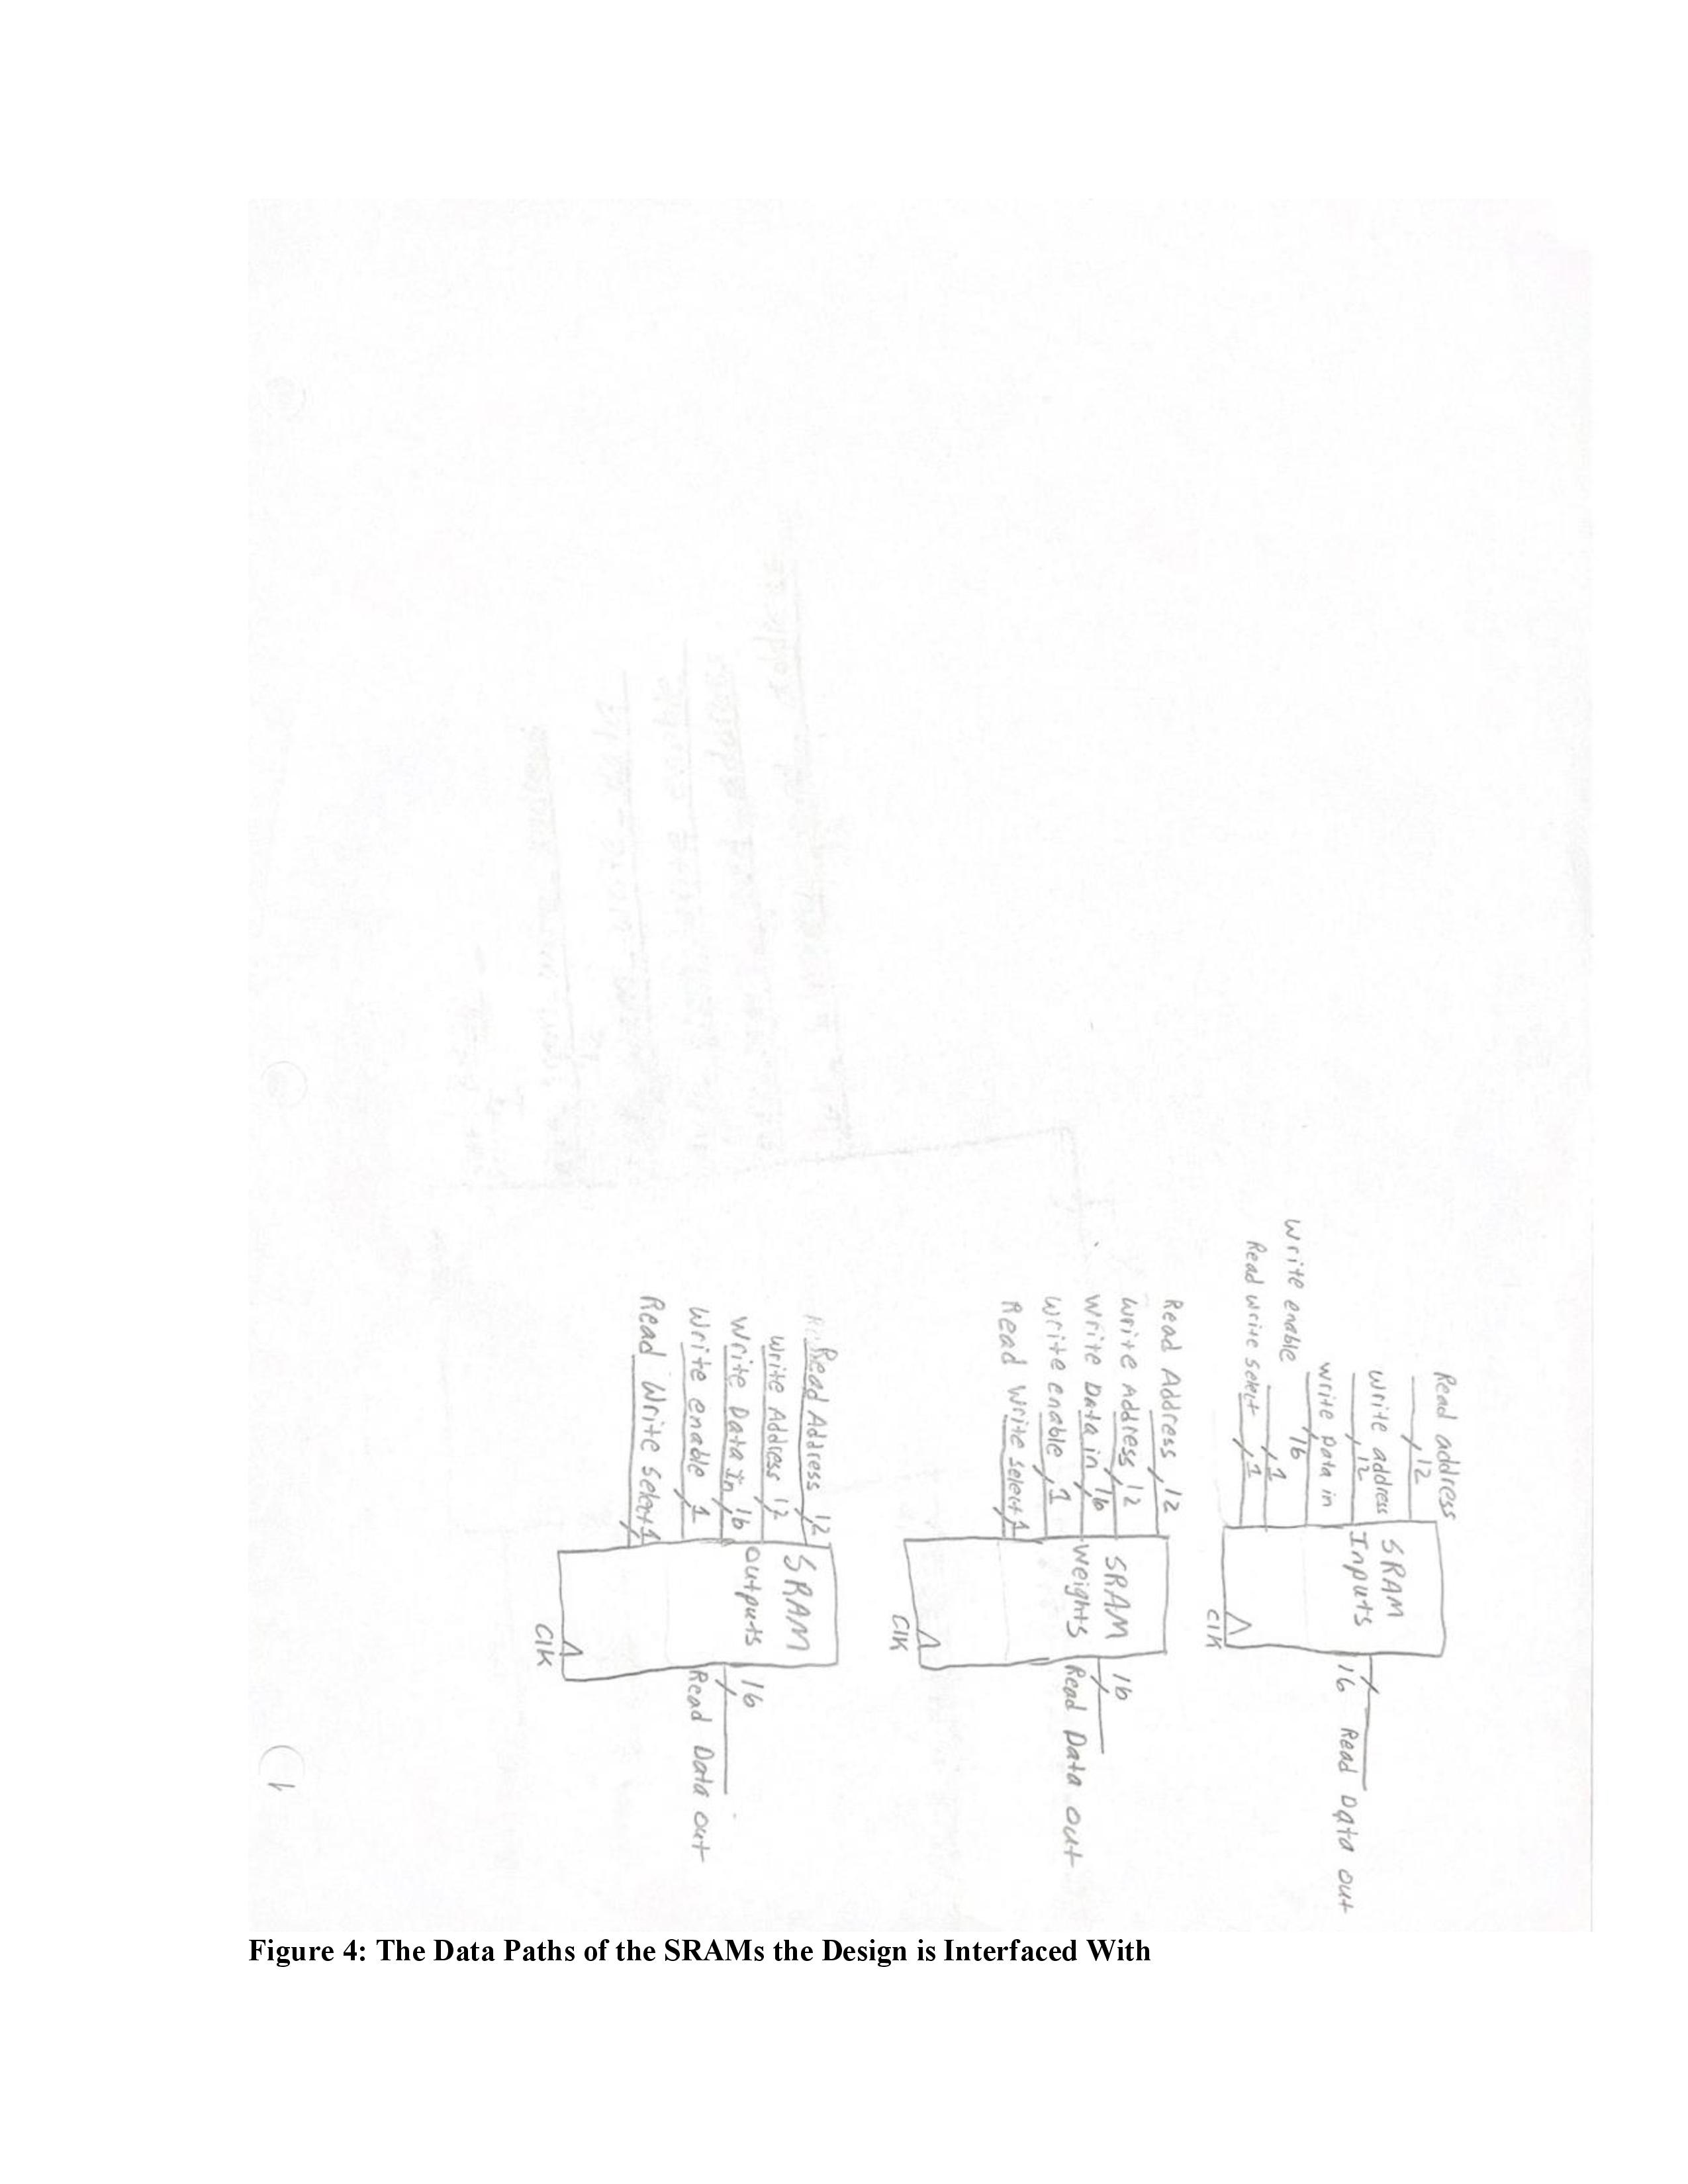 Read address
12
write address
12
write Data in
16
write enable
1
Read write select
1
SRAM
Inputs
clk
16
Read Data out
Read Address 12
write Address 12
write Data in 16
write enable 1
Read write select 1
SRAM
weights
clk
16
Read Data out
Read Address 12
write Address 12
write Data In 16
write enable 1
Read write select 1
SRAM
outputs
clk
16
Read Data out
Figure 4: The Data Paths of the SRAMs the Design is Interfaced With